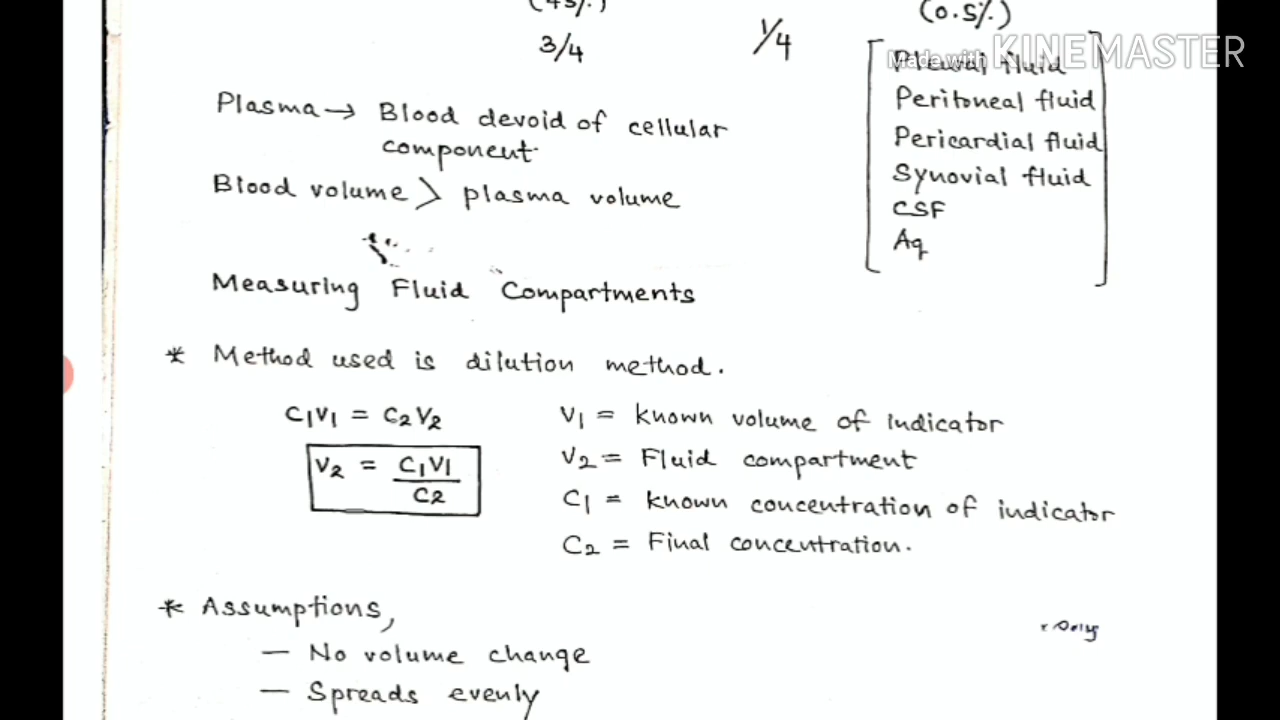 (0.5%)
3/4
1/4
Made with KINEMASTER
Pleural fluid
Peritoneal fluid
Pericardial fluid
Synovial fluid
CSF
Aq
Plasma → Blood devoid of cellular
component.
Blood volume > plasma volume
Measuring Fluid Compartments
* Method used is dilution method.
C1V1 = C2V2
V2 = C1V1
C2
V1 = known volume of indicator
V2 = Fluid compartment
C1 = known concentration of indicator
C2 = Final concentration.
* Assumptions,
— No volume change
— Spreads evenly